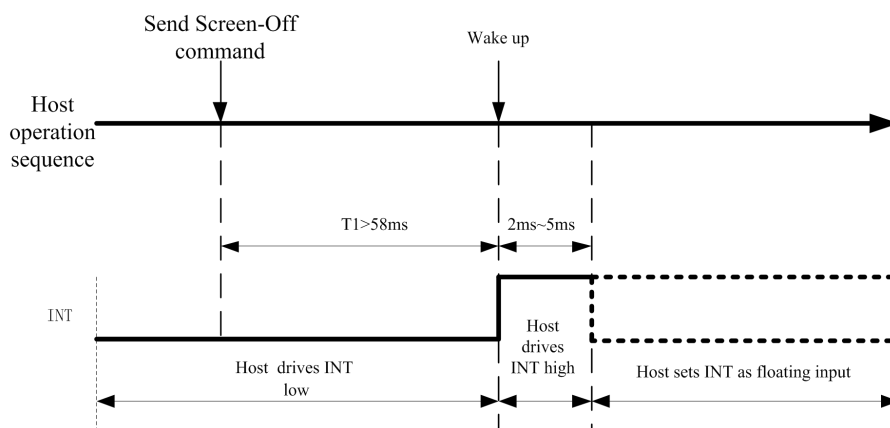 Send Screen-Off
command
Wake up
Host
operation
sequence
T1>58ms
2ms~5ms
INT
Host drives INT
low
Host
drives
INT high
Host sets INT as floating input